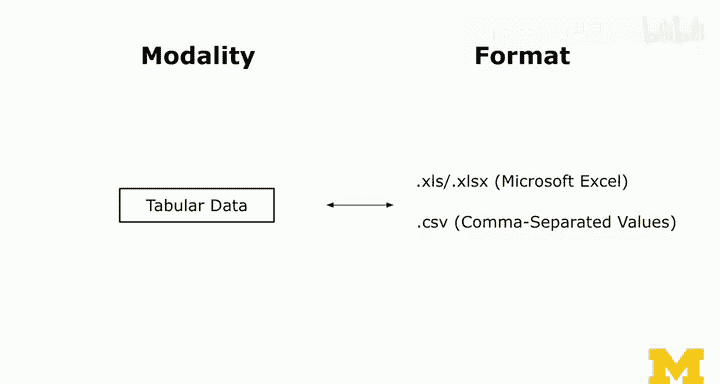 Modality
Format
Tabular Data
.xls/.xlsx (Microsoft Excel)
.csv (Comma-Separated Values)
M